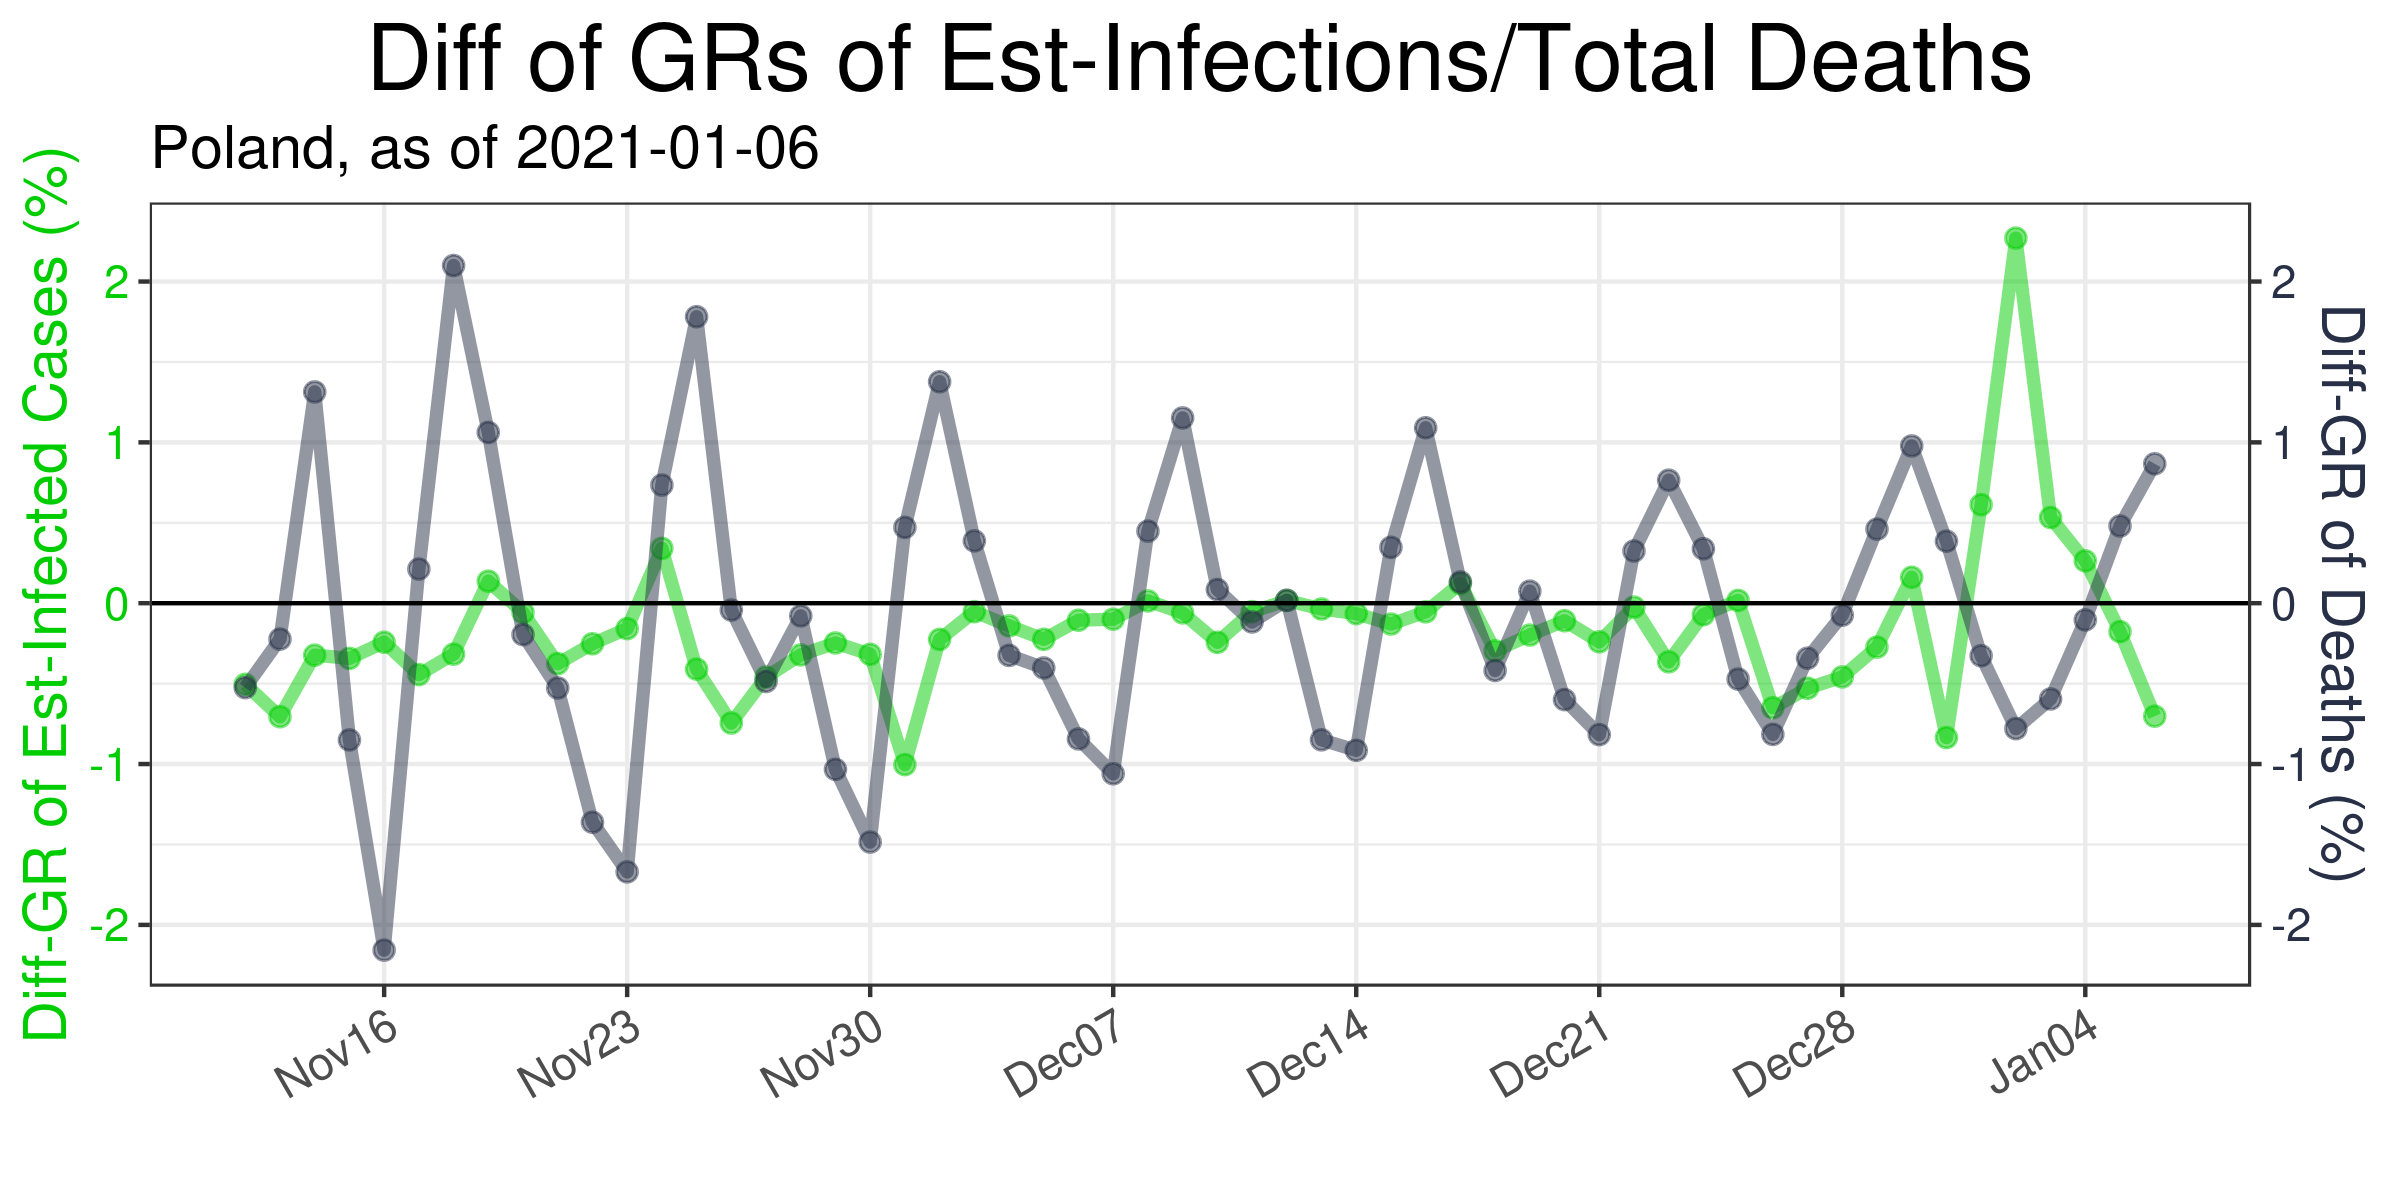 Diff of GRs of Est-Infections/Total Deaths
Poland, as of 2021-01-06
Diff-GR of Est-Infected Cases (%)
2
1
0
-1
-2
2
1
0
-1
-2
Diff-GR of Deaths (%)
Nov16
Nov23
Nov30
Dec07
Dec14
Dec21
Dec28
Jan04